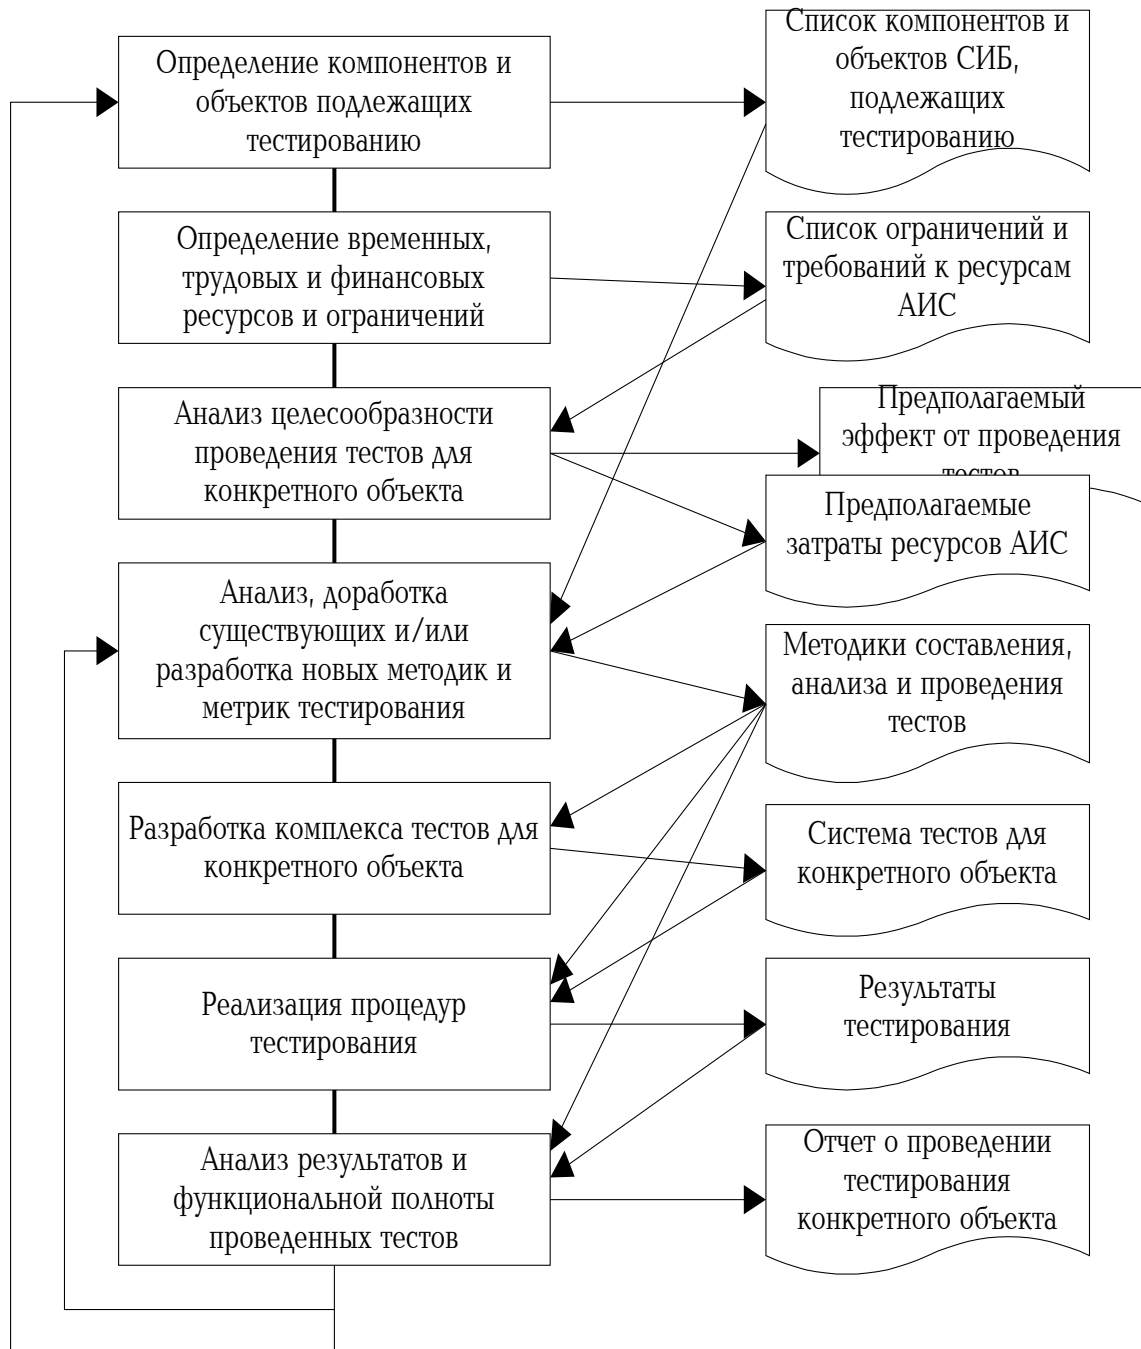 Определение компонентов и
объектов подлежащих
тестированию
Список компонентов и
объектов СИБ,
подлежащих
тестированию
Определение временных,
трудовых и финансовых
ресурсов и ограничений
Список ограничений и
требований к ресурсам
АИС
Анализ целесообразности
проведения тестов для
конкретного объекта
Предполагаемый
эффект от проведения
тестов
Предполагаемые
затраты ресурсов АИС
Анализ, доработка
существующих и/или
разработка новых методик и
метрик тестирования
Методики составления,
анализа и проведения
тестов
Разработка комплекса тестов для
конкретного объекта
Система тестов для
конкретного объекта
Реализация процедур
тестирования
Результаты
тестирования
Анализ результатов и
функциональной полноты
проведенных тестов
Отчет о проведении
тестирования
конкретного объекта